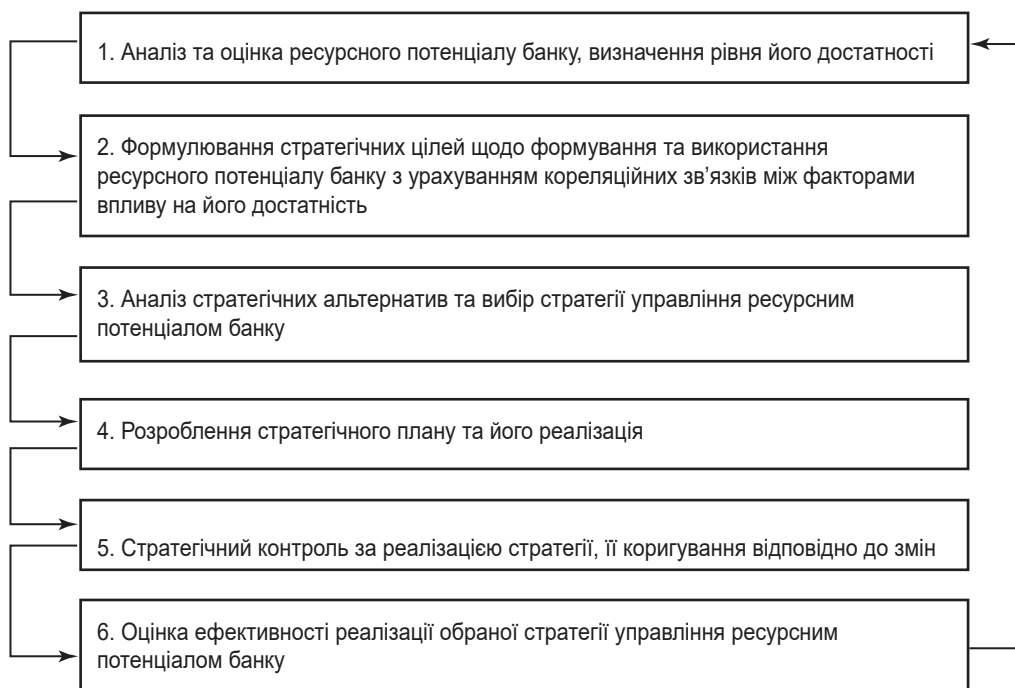 1. Аналіз та оцінка ресурсного потенціалу банку, визначення рівня його достатності
2. Формулювання стратегічних цілей щодо формування та використання
ресурсного потенціалу банку з урахуванням кореляційних зв’язків між факторами
впливу на його достатність
3. Аналіз стратегічних альтернатив та вибір стратегії управління ресурсним
потенціалом банку
4. Розроблення стратегічного плану та його реалізація
5. Стратегічний контроль за реалізацією стратегії, її коригування відповідно до змін
6. Оцінка ефективності реалізації обраної стратегії управління ресурсним
потенціалом банку